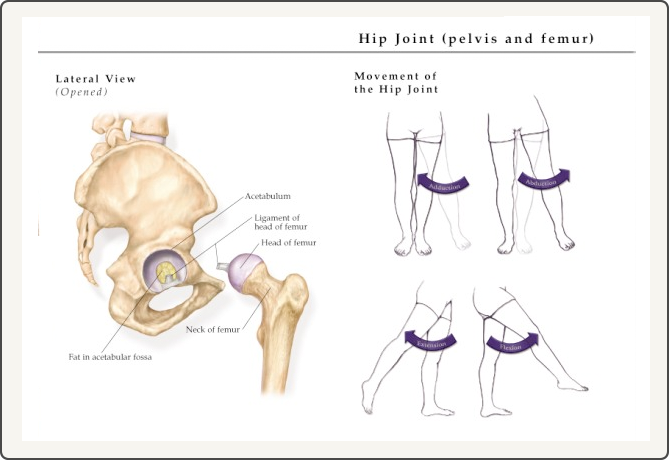 Hip Joint (pelvis and femur)
Lateral View
(Opened)
Movement of
the Hip Joint
Acetabulum
Ligament of
head of femur
Head of femur
Neck of femur
Fat in acetabular fossa
Adduction
Abduction
Extension
Flexion